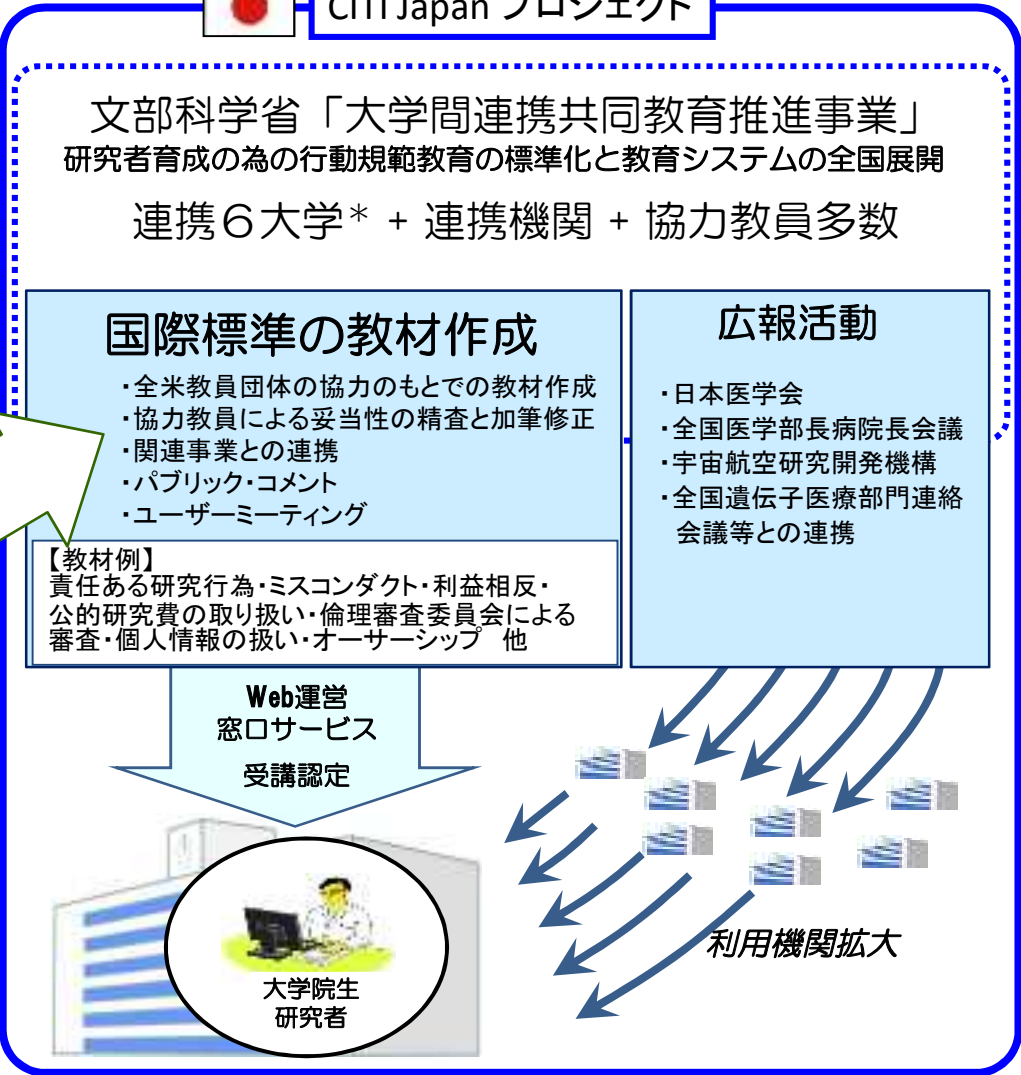 CITI Japan プロジェクト
文部科学省「大学間連携共同教育推進事業」
研究者育成の為の行動規範教育の標準化と教育システムの全国展開
連携６大学* + 連携機関 + 協力教員多数
国際標準の教材作成
・全米教員団体の協力のもとでの教材作成
・協力教員による妥当性の精査と加筆修正
・関連事業との連携
・パブリック・コメント
・ユーザーミーティング
【教材例】
責任ある研究行為・ミスコンダクト・利益相反・
公的研究費の取り扱い・倫理審査委員会による
審査・個人情報の扱い・オーサーシップ　他
広報活動
・日本医学会
・全国医学部長病院長会議
・宇宙航空研究開発機構
・全国遺伝子医療部門連絡
会議等との連携
Web運営
窓口サービス
受講認定
大学院生
研究者
利用機関拡大